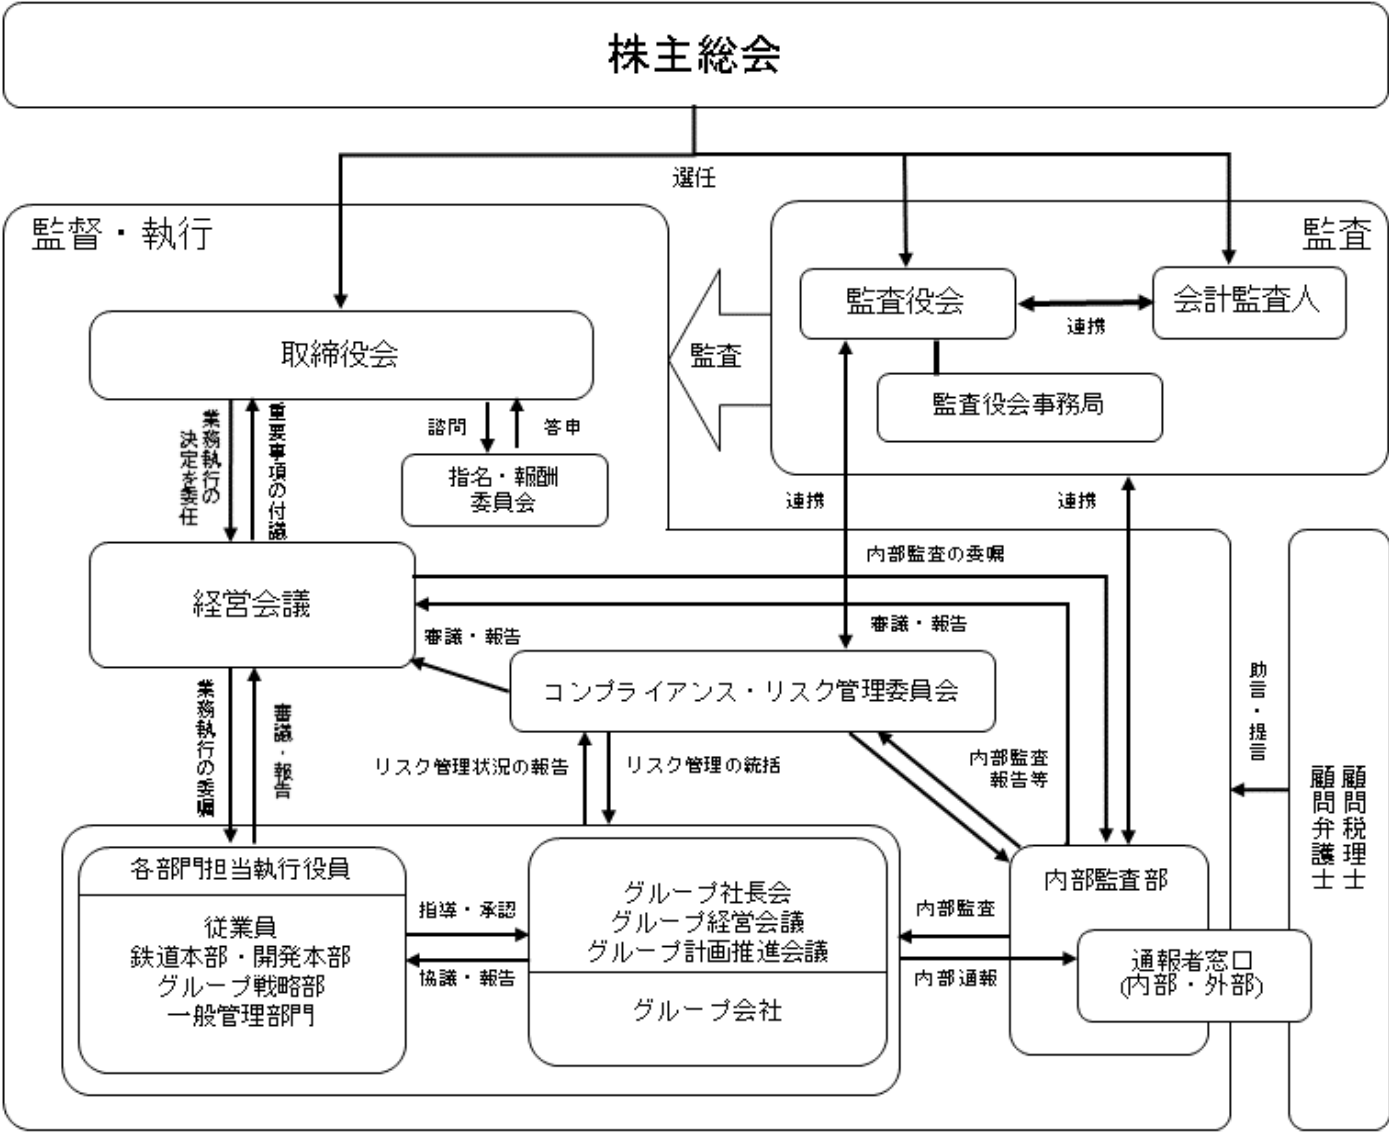 株主総会
選任
監督・執行
監査
監査役会
会計監査人
連携
取締役会
監査
監査役会事務局
業務執行の
決定を委任
重要事項の付議
諮問
答申
指名・報酬
委員会
連携
連携
内部監査の委嘱
経営会議
審議・報告
審議・報告
コンプライアンス・リスク管理委員会
助言・提言
業務執行の委嘱
審議・報告
リスク管理状況の報告
リスク管理の統括
内部監査
報告等
顧問税理士
顧問弁護士
各部門担当執行役員
従業員
鉄道本部・開発本部
グループ戦略部
一般管理部門
指導・承認
協議・報告
グループ社長会
グループ経営会議
グループ計画推進会議
グループ会社
内部監査
内部通報
内部監査部
通報者窓口
(内部・外部)